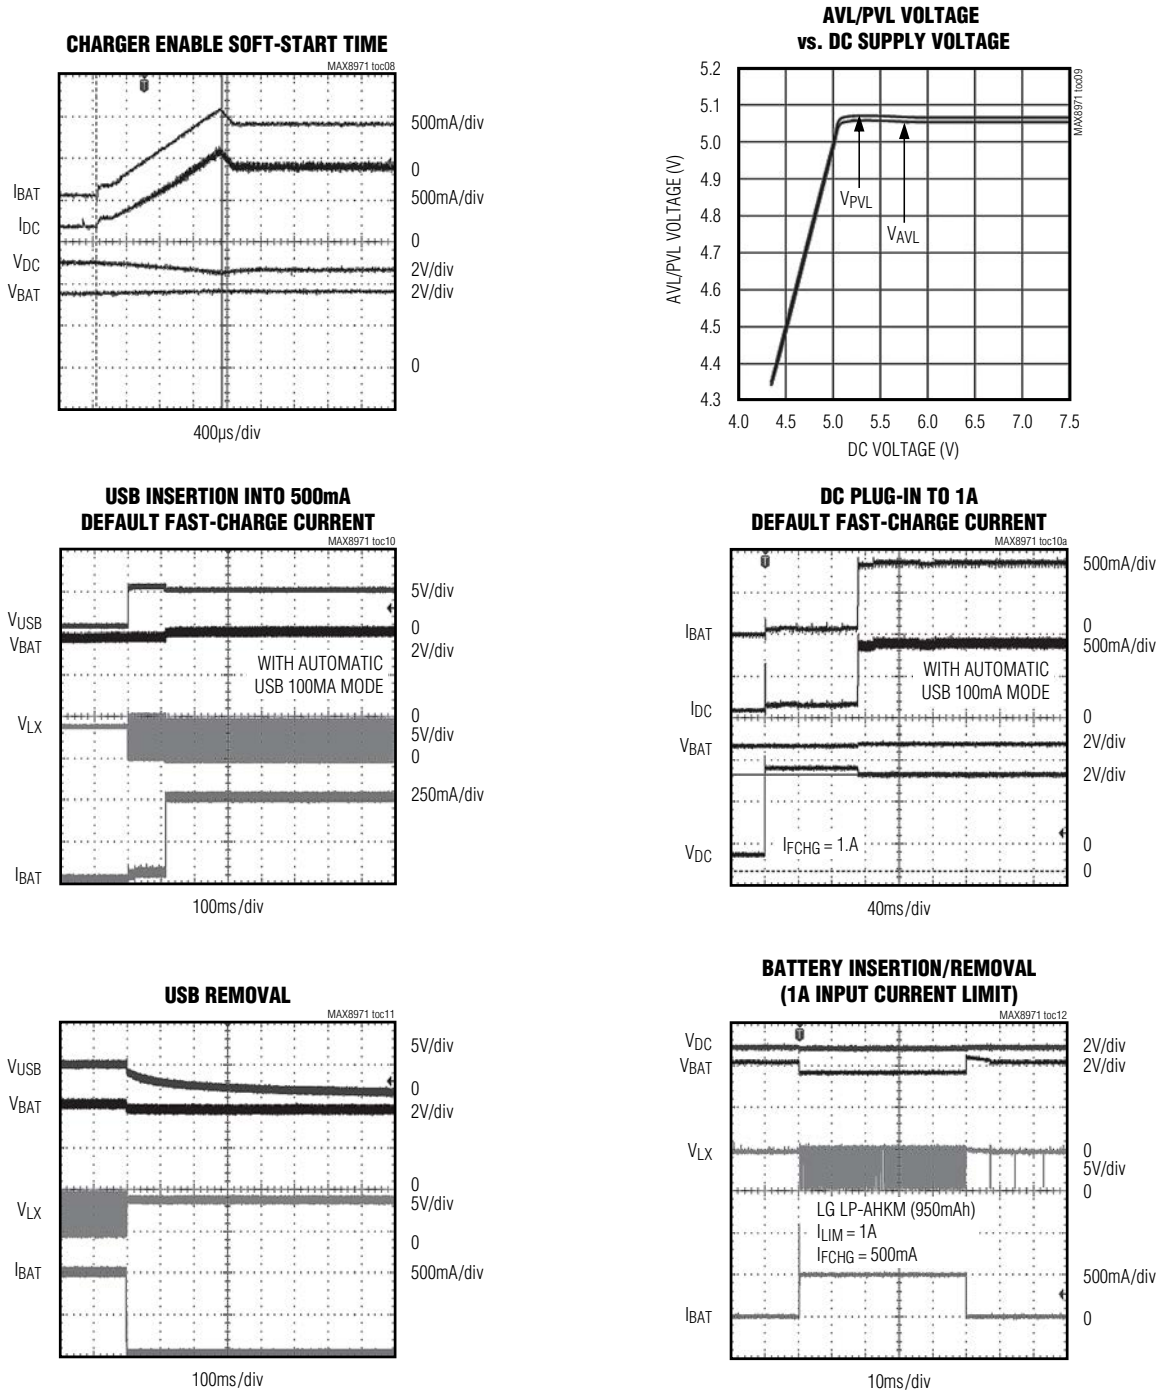 CHARGER ENABLE SOFT-START TIME
MAX8971 toc08
500mA/div
0
IBAT
500mA/div
IDC
0
VDC
2V/div
VBAT
2V/div
0
400µs/div
AVL/PVL VOLTAGE
vs. DC SUPPLY VOLTAGE
MAX8971 toc09
AVL/PVL VOLTAGE (V)
5.2
5.1
5.0
4.9
4.8
4.7
4.6
4.5
4.4
4.3
VPVL
VAVL
4.0 4.5 5.0 5.5 6.0 6.5 7.0 7.5
DC VOLTAGE (V)
USB INSERTION INTO 500mA
DEFAULT FAST-CHARGE CURRENT
MAX8971 toc10
5V/div
VUSB
0
VBAT
2V/div
WITH AUTOMATIC
USB 100MA MODE
0
VLX
5V/div
0
250mA/div
IBAT
100ms/div
DC PLUG-IN TO 1A
DEFAULT FAST-CHARGE CURRENT
MAX8971 toc10a
500mA/div
IBAT
0
500mA/div
WITH AUTOMATIC
USB 100mA MODE
IDC
0
VBAT
2V/div
2V/div
VDC
IFCHG = 1.A
0
0
40ms/div
USB REMOVAL
MAX8971 toc11
5V/div
VUSB
0
VBAT
2V/div
0
VLX
5V/div
0
IBAT
500mA/div
100ms/div
BATTERY INSERTION/REMOVAL
(1A INPUT CURRENT LIMIT)
MAX8971 toc12
VDC
2V/div
VBAT
2V/div
VLX
0
5V/div
0
LG LP-AHKM (950mAh)
ILIM = 1A
IFCHG = 500mA
500mA/div
IBAT
0
10ms/div